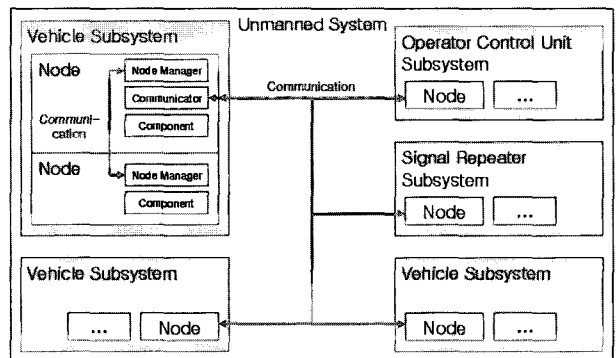 Unmanned System
Vehicle Subsystem
Node
Node Manager
Communicator
Component
Communi-
cation
Node
Node Manager
Component
Communication
Operator Control Unit
Subsystem
Node
...
Signal Repeater
Subsystem
Node
...
Vehicle Subsystem
...
Node
Vehicle Subsystem
Node
...